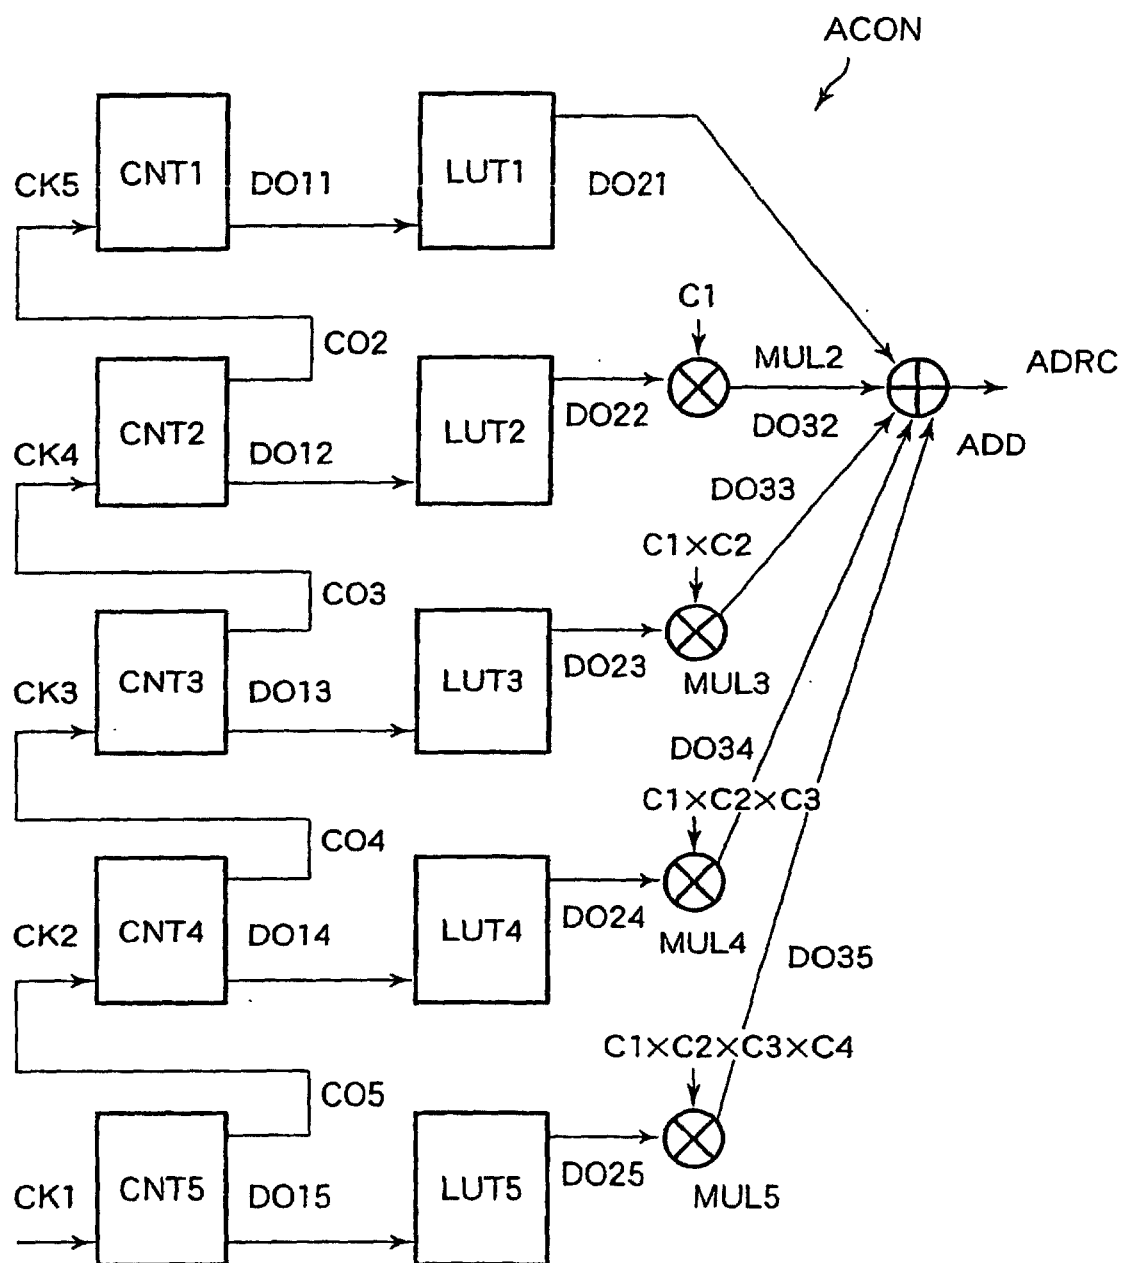 ACON
CNT1
LUT1
CK5
DO11
DO21
C1
CO2
MUL2
ADRC
CNT2
LUT2
DO22
DO32
CK4
DO12
ADD
DO33
C1×C2
CO3
CNT3
LUT3
DO23
CK3
DO13
MUL3
DO34
C1×C2×C3
CO4
CNT4
LUT4
DO24
CK2
DO14
MUL4
DO35
C1×C2×C3×C4
CO5
CNT5
LUT5
DO25
CK1
DO15
MUL5